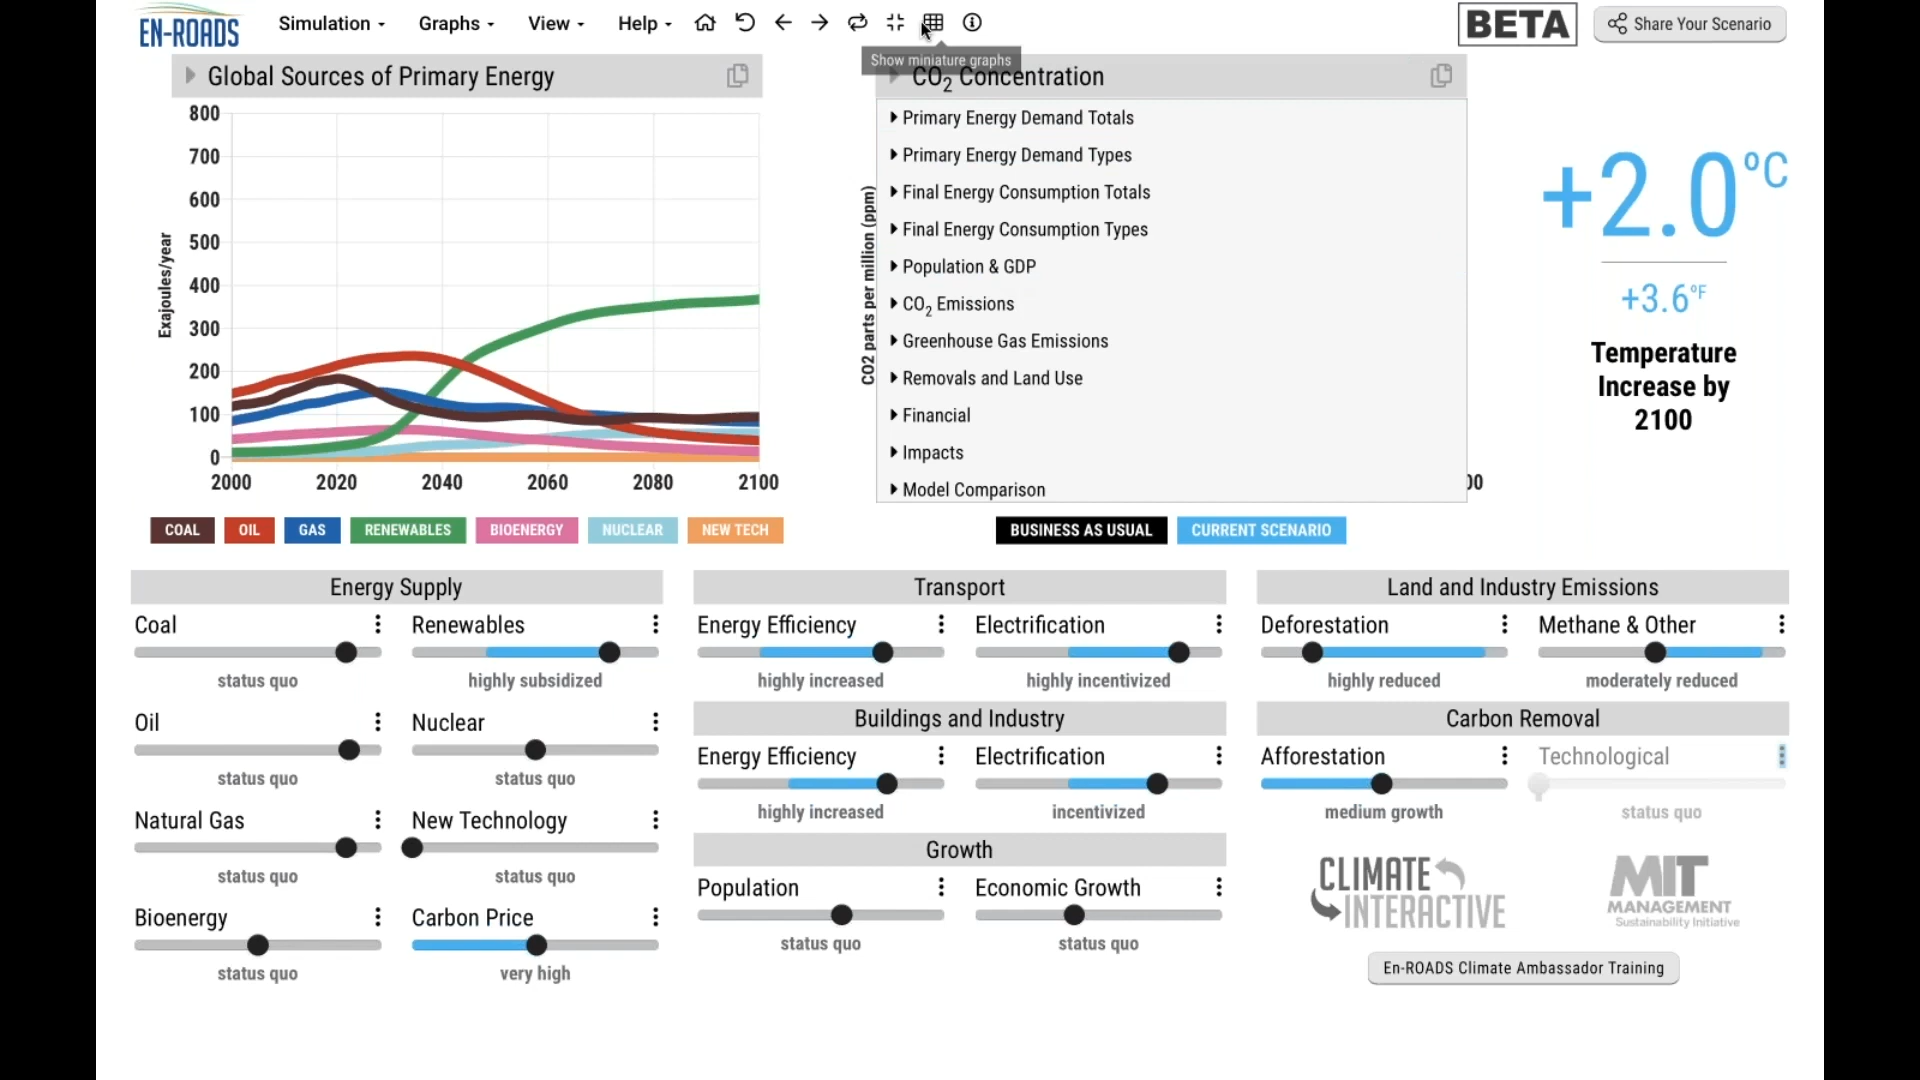 EN-ROADS
Simulation
Graphs
View
Help
BETA
Share Your Scenario
Show miniature graphs
Global Sources of Primary Energy
CO2 Concentration
800
700
600
500
400
300
200
100
0
Exajoules/year
2000 2020 2040 2060 2080 2100
COAL OIL GAS RENEWABLES BIOENERGY NUCLEAR NEW TECH
CO2 parts per million (ppm)
Primary Energy Demand Totals
Primary Energy Demand Types
Final Energy Consumption Totals
Final Energy Consumption Types
Population & GDP
CO2 Emissions
Greenhouse Gas Emissions
Removals and Land Use
Financial
Impacts
Model Comparison
00
BUSINESS AS USUAL CURRENT SCENARIO
+2.0°C
+3.6°F
Temperature
Increase by
2100
Energy Supply
Coal
status quo
Renewables
highly subsidized
Oil
status quo
Nuclear
status quo
Natural Gas
status quo
New Technology
status quo
Bioenergy
status quo
Carbon Price
very high
Transport
Energy Efficiency
highly increased
Electrification
highly incentivized
Buildings and Industry
Energy Efficiency
highly increased
Electrification
incentivized
Growth
Population
status quo
Economic Growth
status quo
Land and Industry Emissions
Deforestation
highly reduced
Methane & Other
moderately reduced
Carbon Removal
Afforestation
medium growth
Technological
status quo
CLIMATE
INTERACTIVE
MIT
MANAGEMENT
Sustainability Initiative
En-ROADS Climate Ambassador Training